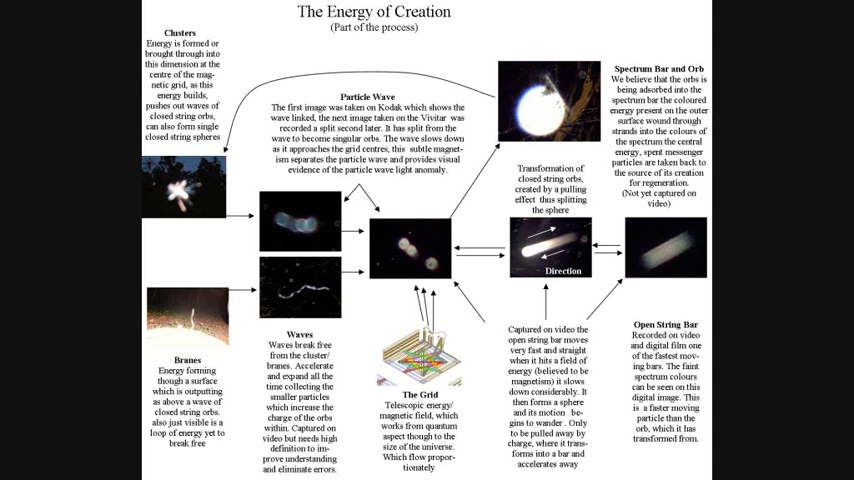 The Energy of Creation
(Part of the process)
Clusters
Energy is formed or
brought through into
this dimension at the
centre of the mag-
netic grid, as this
energy builds,
pushes out waves of
closed string orbs,
can also form single
closed string spheres
Particle Wave
The first image was taken on Kodak which shows the
wave linked, the next image taken on the Vivitar was
recorded a split second later. It has split from the
wave to become singular orbs. The wave slows down
as it approaches the grid centres, this subtle magnet-
ism separates the particle wave and provides visual
evidence of the particle wave light anomaly.
Spectrum Bar and Orb
We believe that the orbs is
being adsorbed into the
spectrum bar the coloured
energy present on the outer
surface wound through
strands into the colours of
the spectrum the central
energy, spent messenger
particles are taken back to
the source of its creation
for regeneration.
(Not yet captured on
video)
Transformation of
closed string orbs,
created by a pulling
effect thus splitting
the sphere
Direction
Branes
Energy forming
though a surface
which is outputting
as above a wave of
closed string orbs.
also just visible is a
loop of energy yet to
break free
Waves
Waves break free
from the cluster/
branes. Accelerate
and expand all the
time collecting the
smaller particles
which increase the
charge of the orbs
within. Captured on
video but needs high
definition to im-
prove understanding
and eliminate errors.
The Grid
Telescopic energy/
magnetic field, which
works from quantum
aspect though to the
size of the universe.
Which flow propor-
tionately
Captured on video the
open string bar moves
very fast and straight
when it hits a field of
energy (believed to be
magnetism) it slows
down considerably. It
then forms a sphere
and its motion be-
gins to wander . Only
to be pulled away by
charge, where it trans-
forms into a bar and
accelerates away
Open String Bar
Recorded on video
and digital film one
of the fastest mov-
ing bars. The faint
spectrum colours
can be seen on this
digital image. This
is a faster moving
particle than the
orb, which it has
transformed from.